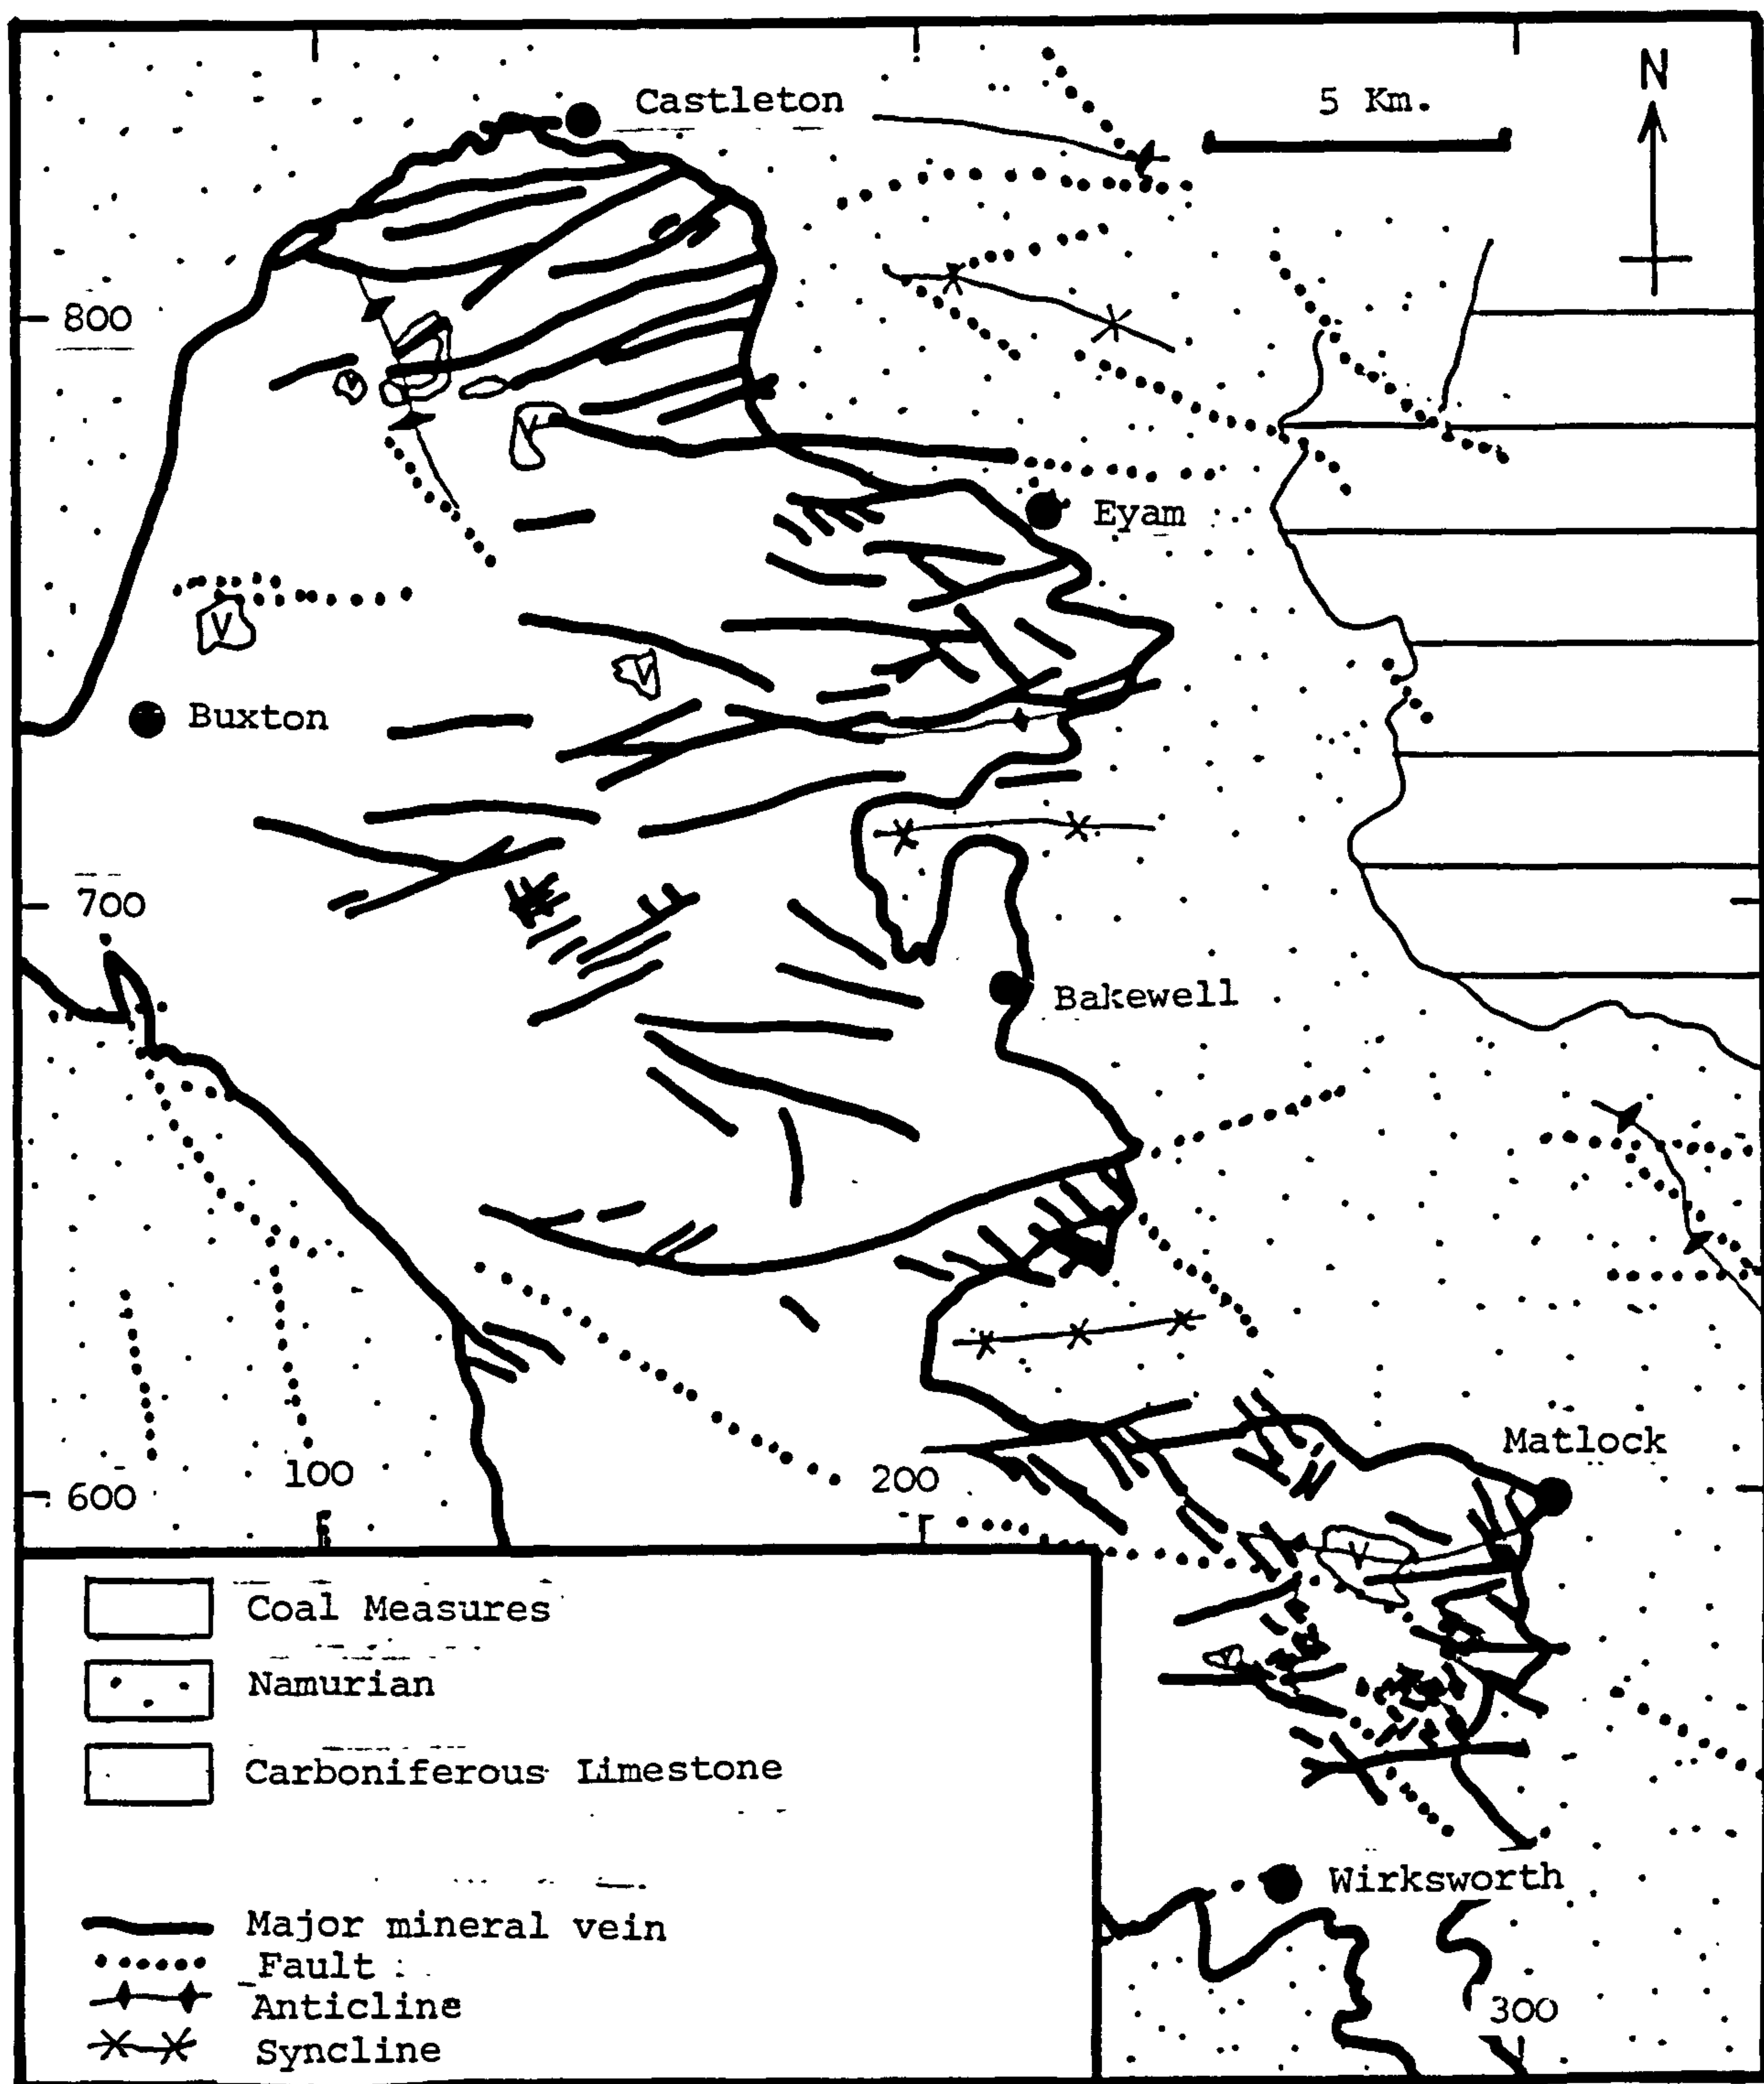 N
Castleton
5 Km.
800
V
V
Eyam
V
V
Buxton
700
Bakewell
Matlock
100
200
600
V
V
Coal Measures
Namurian
Carboniferous Limestone
Wirksworth
Major mineral vein
Fault
Anticline
300
Syncline